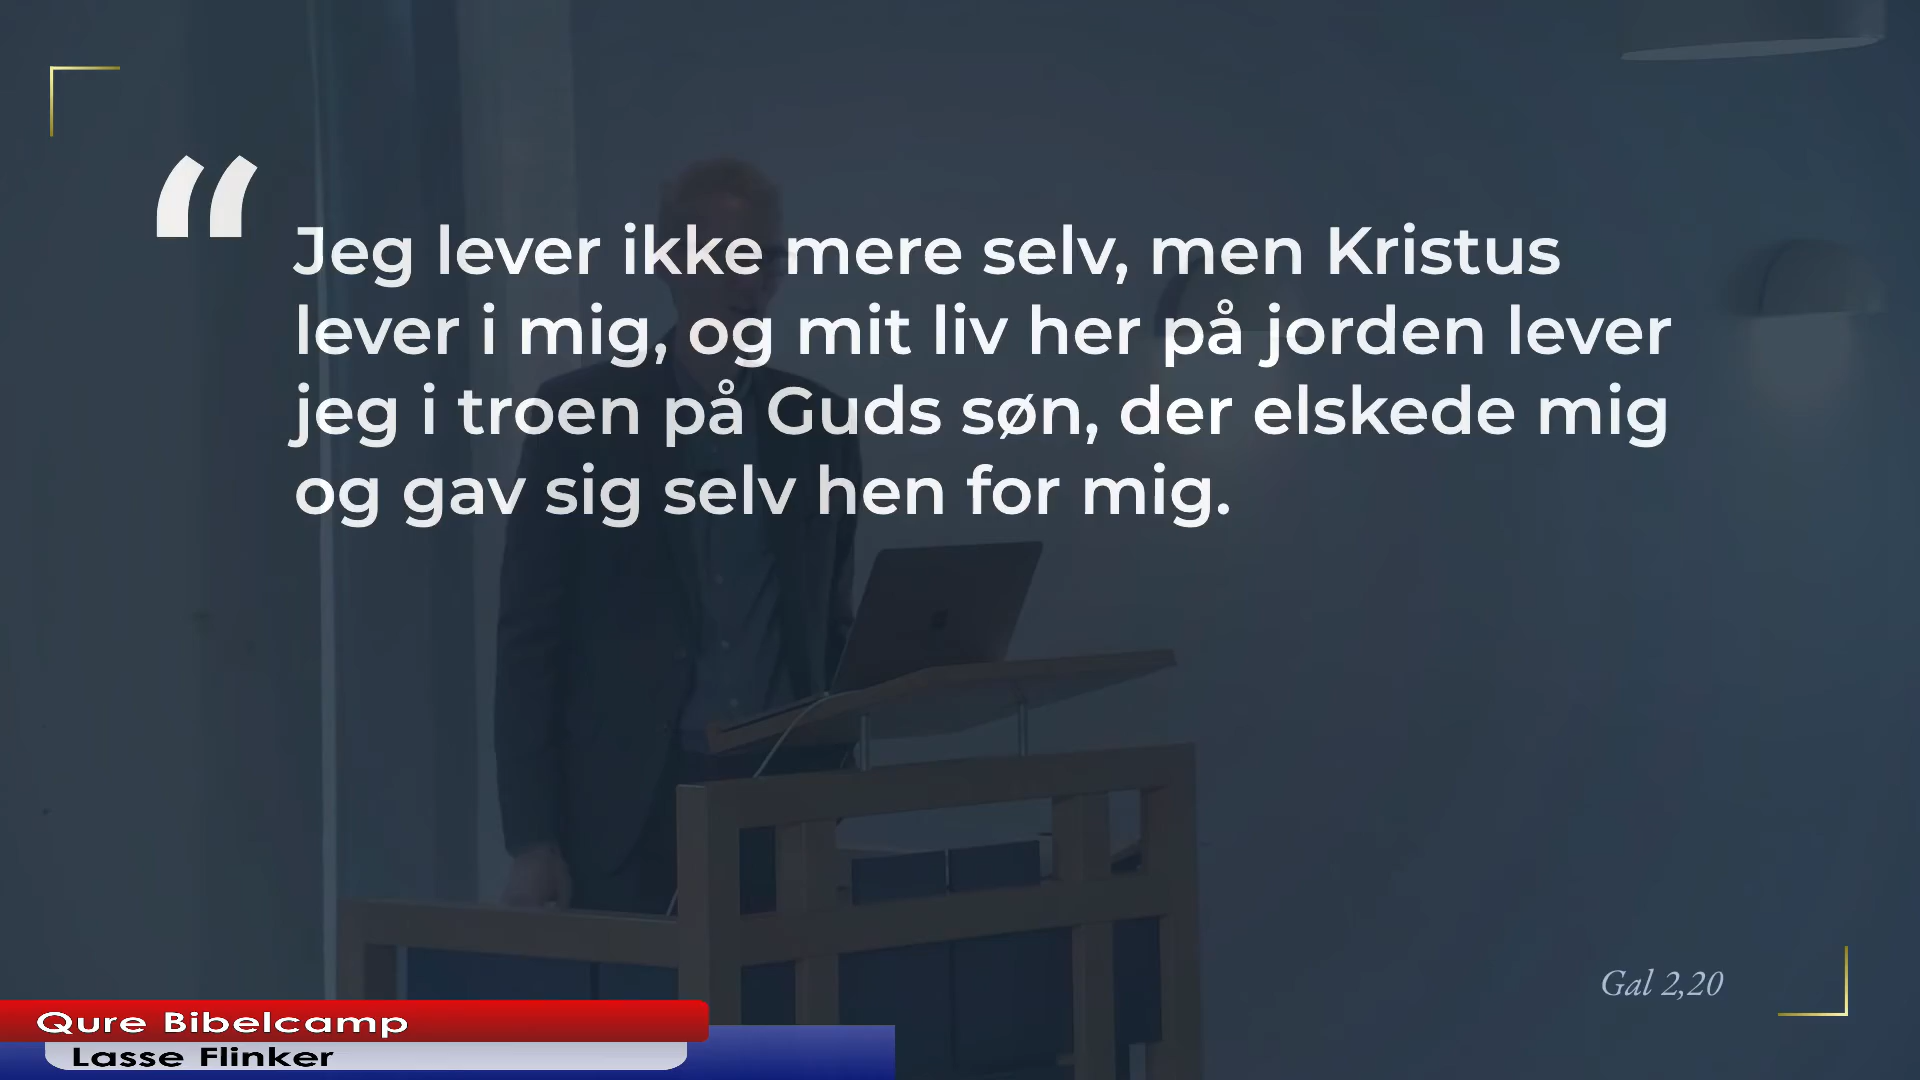 “
Jeg lever ikke mere selv, men Kristus
lever i mig, og mit liv her på jorden lever
jeg i troen på Guds søn, der elskede mig
og gav sig selv hen for mig.
Gal 2,20
Qure Bibelcamp
Lasse Flinker